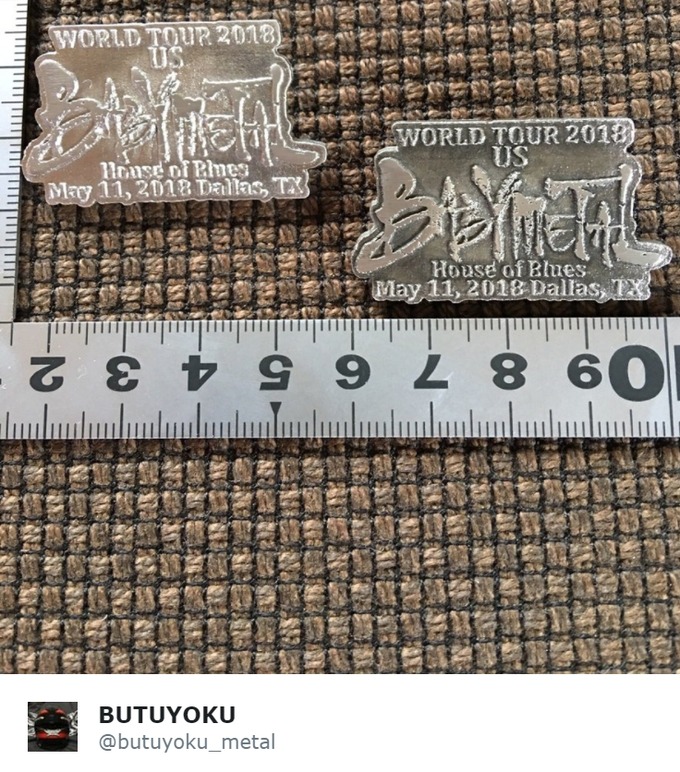 WORLD TOUR 2018
US
BABYMETAL
House of Blues
May 11, 2018 Dallas, TX
WORLD TOUR 2018
US
BABYMETAL
House of Blues
May 11, 2018 Dallas, TX
2 3 4 5 6 7 8 9 10
BUTUYOKU
@butuyoku_metal